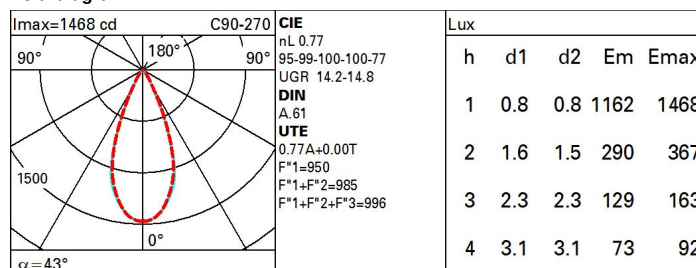 Imax=1468 cd C90-270
90° 180° 90°
1500
0°
α=43°
CIE
nL 0.77
95-99-100-100-77
UGR 14.2-14.8
DIN
A.61
UTE
0.77A+0.00T
F"1=950
F"1+F"2=985
F"1+F"2+F"3=996
Lux
h d1 d2 Em Emax
1 0.8 0.8 1162 1468
2 1.6 1.5 290 367
3 2.3 2.3 129 163
4 3.1 3.1 73 92